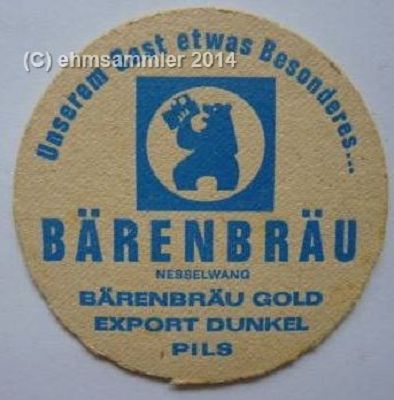 (C) ehmsammler 2014
Unserem Gast etwas Besonderes...
BÄRENBRÄU
NESSELWANG
BÄRENBRÄU GOLD
EXPORT DUNKEL
PILS